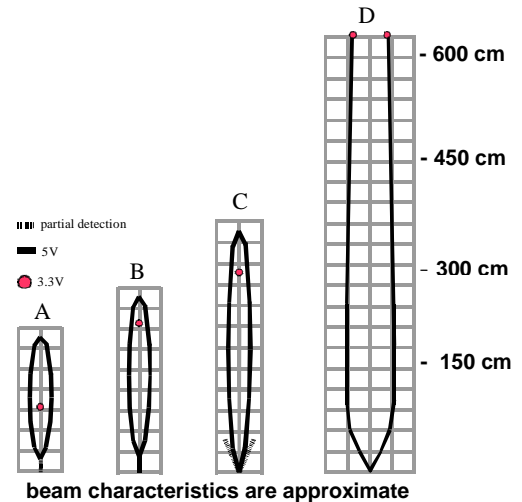 D
- 600 cm
- 450 cm
C
partial detection
5V
- 300 cm
3.3V
B
A
- 150 cm
beam characteristics are approximate